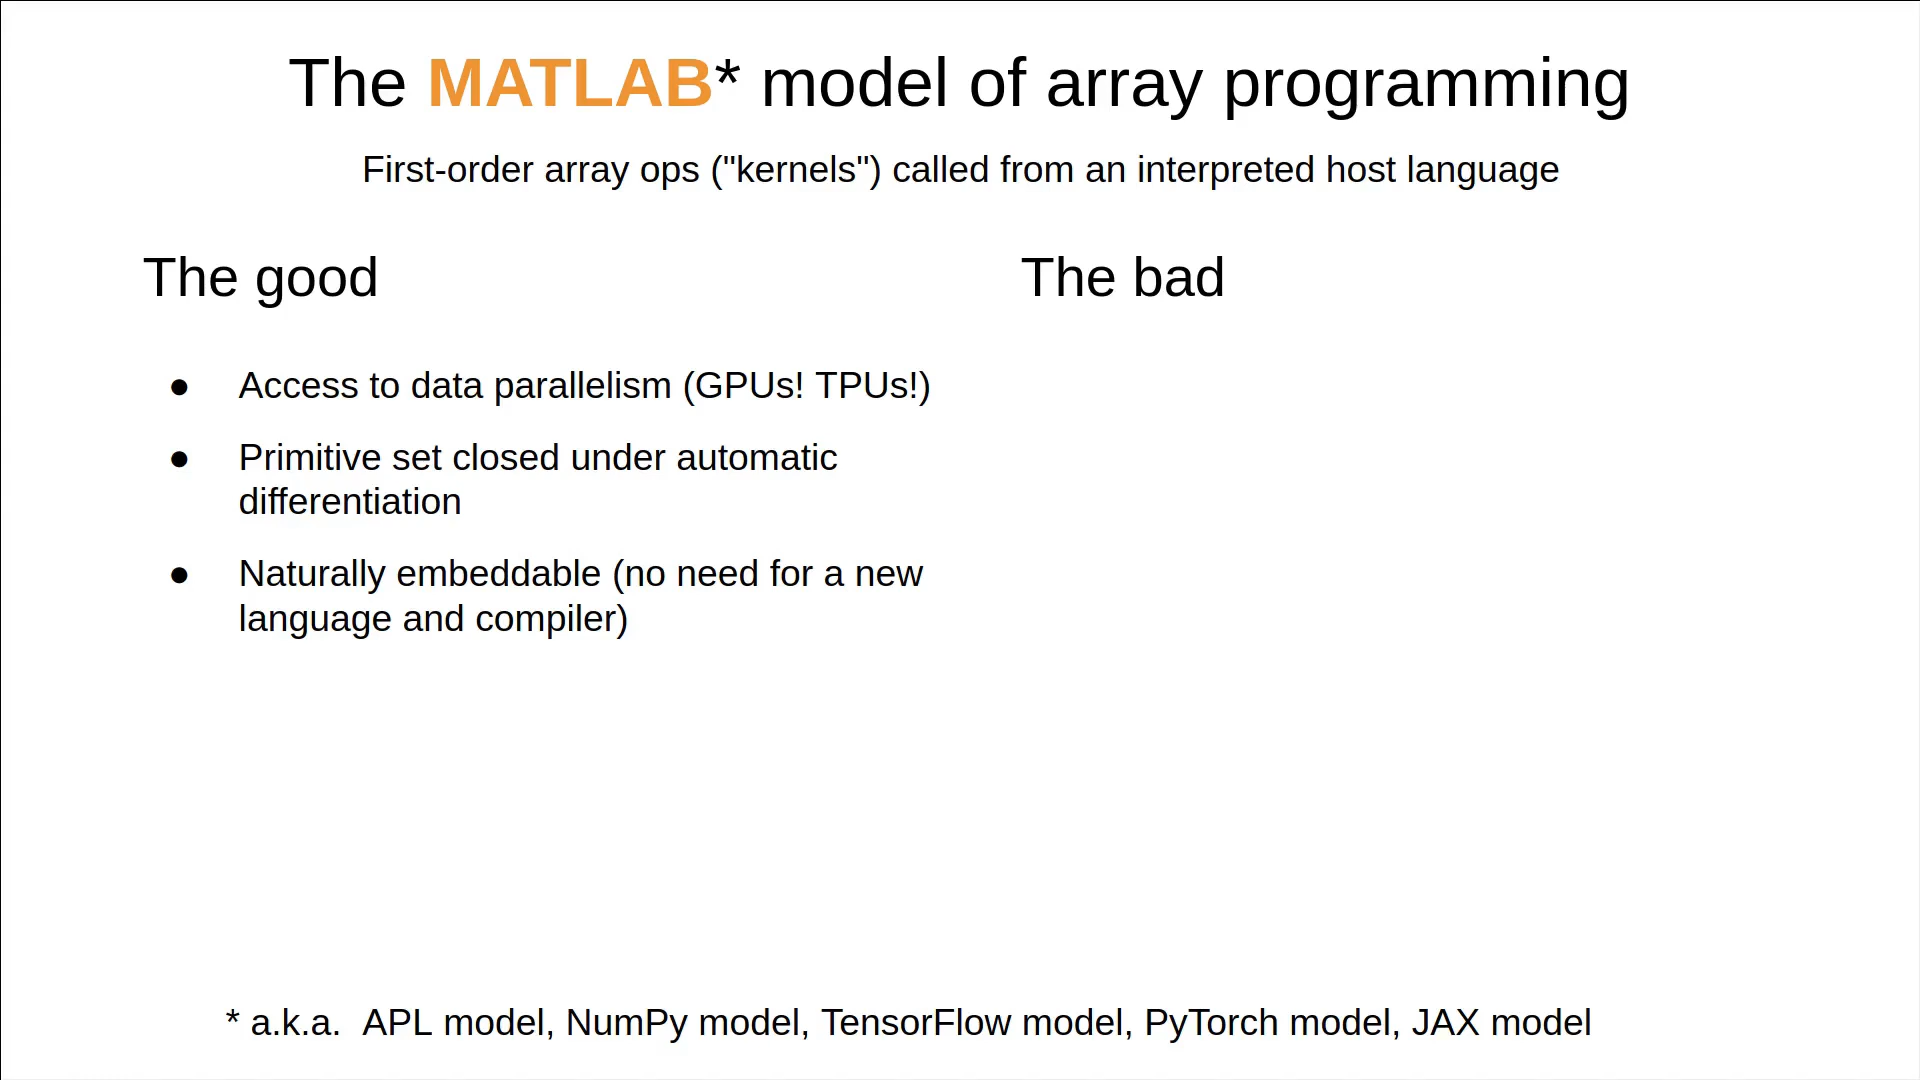 The MATLAB* model of array programming
First-order array ops ("kernels") called from an interpreted host language
The good
● Access to data parallelism (GPUs! TPUs!)
● Primitive set closed under automatic
differentiation
● Naturally embeddable (no need for a new
language and compiler)
The bad
* a.k.a. APL model, NumPy model, TensorFlow model, PyTorch model, JAX model